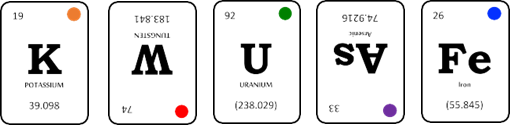 19
K
POTASSIUM
39.098
74
W
TUNGSTEN
183.841
92
U
URANIUM
(238.029)
33
As
Arsenic
74.9216
26
Fe
Iron
(55.845)